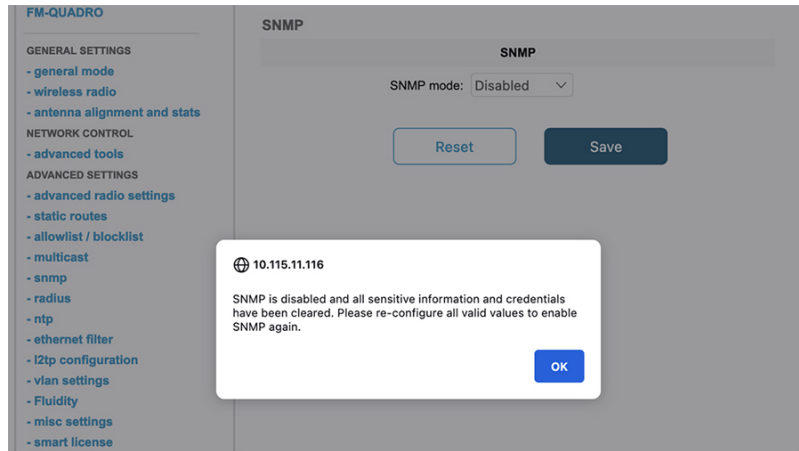 FM-QUADRO
GENERAL SETTINGS
- general mode
- wireless radio
- antenna alignment and stats
NETWORK CONTROL
- advanced tools
ADVANCED SETTINGS
- advanced radio settings
- static routes
- allowlist / blocklist
- multicast
- snmp
- radius
- ntp
- ethernet filter
- l2tp configuration
- vlan settings
- Fluidity
- misc settings
- smart license
SNMP
SNMP
SNMP mode: Disabled
Reset Save
10.115.11.116
SNMP is disabled and all sensitive information and credentials
have been cleared. Please re-configure all valid values to enable
SNMP again.
OK